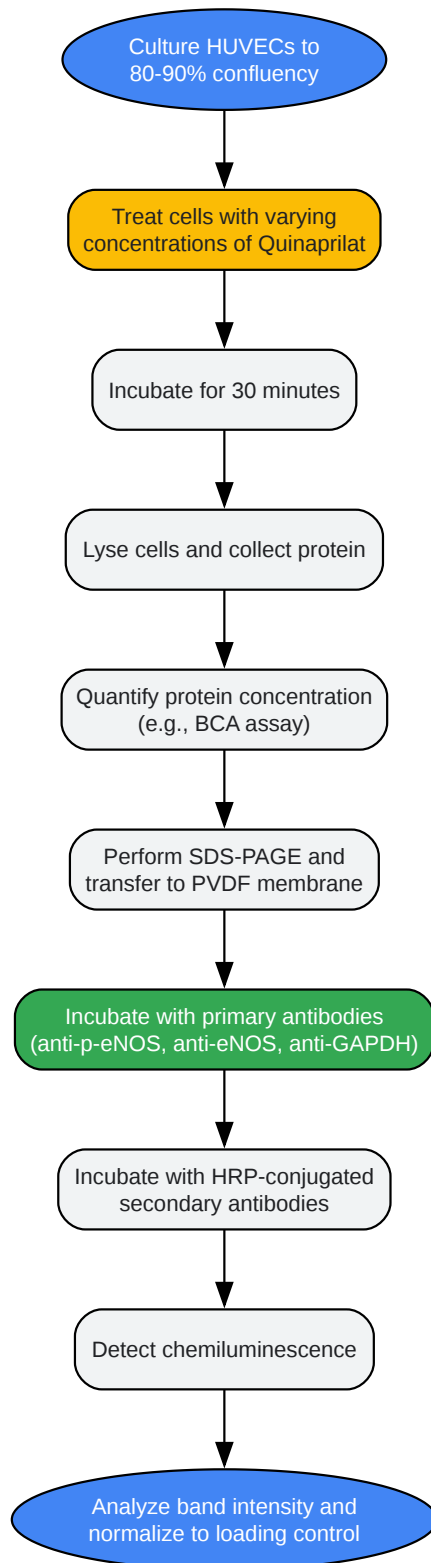 Culture HUVECs to
80-90% confluency
Treat cells with varying
concentrations of Quinaprilat
Incubate for 30 minutes
Lyse cells and collect protein
Quantify protein concentration
(e.g., BCA assay)
Perform SDS-PAGE and
transfer to PVDF membrane
Incubate with primary antibodies
(anti-p-eNOS, anti-eNOS, anti-GAPDH)
Incubate with HRP-conjugated
secondary antibodies
Detect chemiluminescence
Analyze band intensity and
normalize to loading control